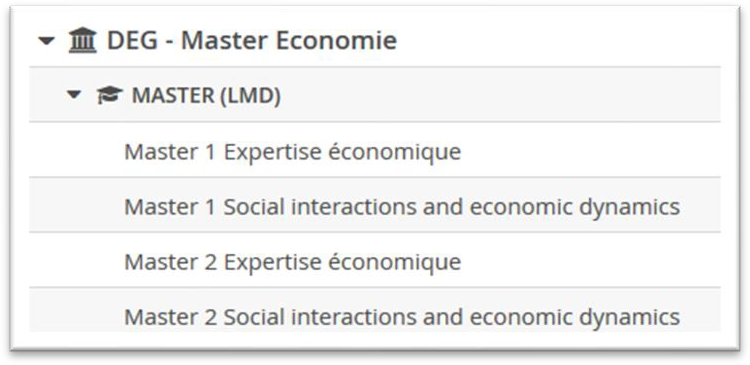 DEG - Master Economie
MASTER (LMD)
Master 1 Expertise économique
Master 1 Social interactions and economic dynamics
Master 2 Expertise économique
Master 2 Social interactions and economic dynamics